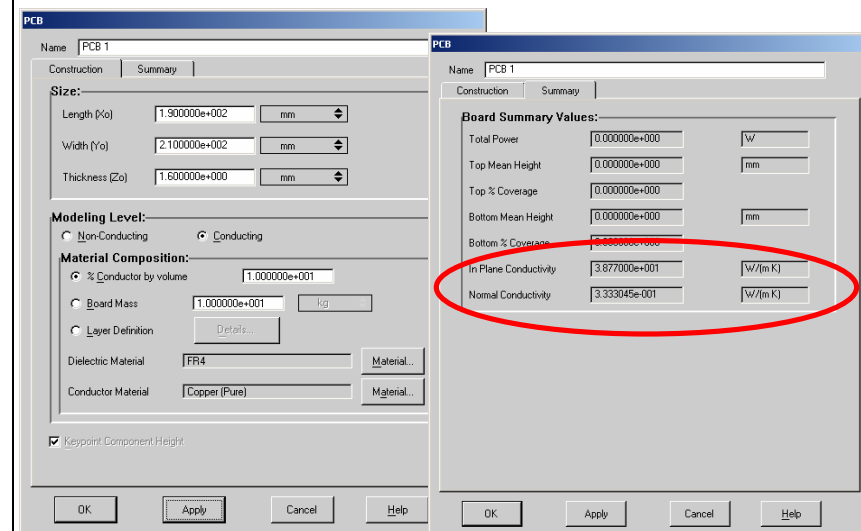 PCB
Name PCB 1
Construction Summary
Size:
Length (Xo) 1.900000e+002 mm
Width (Yo) 2.100000e+002 mm
Thickness (Zo) 1.600000e+000 mm
Modeling Level:
Non-Conducting Conducting
Material Composition:
% Conductor by volume 1.000000e+001
Board Mass 1.000000e+001 kg
Layer Definition Details...
Dielectric Material FR4 Material...
Conductor Material Copper (Pure) Material...
Keypoint Component Height
OK Apply Cancel Help
PCB
Name PCB 1
Construction Summary
Board Summary Values:
Total Power 0.000000e+000 W
Top Mean Height 0.000000e+000 mm
Top % Coverage 0.000000e+000
Bottom Mean Height 0.000000e+000 mm
Bottom % Coverage 0.000000e+000
In Plane Conductivity 3.877000e+001 W/(m K)
Normal Conductivity 3.333045e-001 W/(m K)
OK Apply Cancel Help